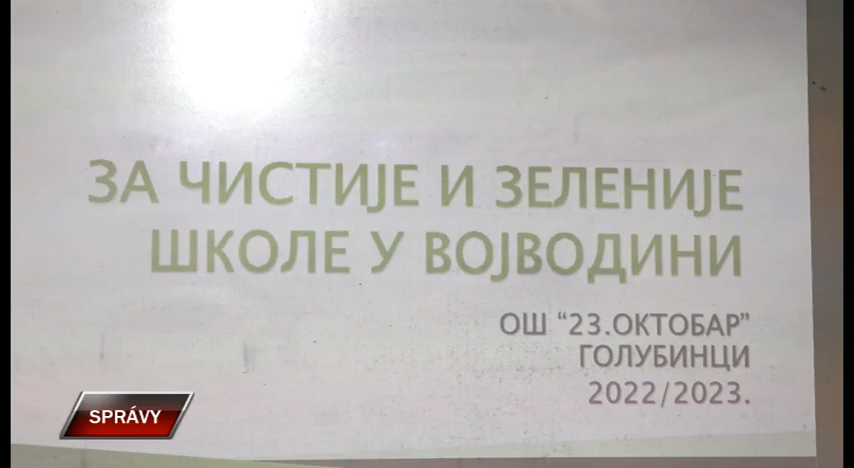 ЗА ЧИСТИЈЕ И ЗЕЛЕНИЈЕ
ШКОЛЕ У ВОЈВОДИНИ
ОШ “23.ОКТОБАР”
ГОЛУБИНЦИ
2022/2023.
SPRÁVY